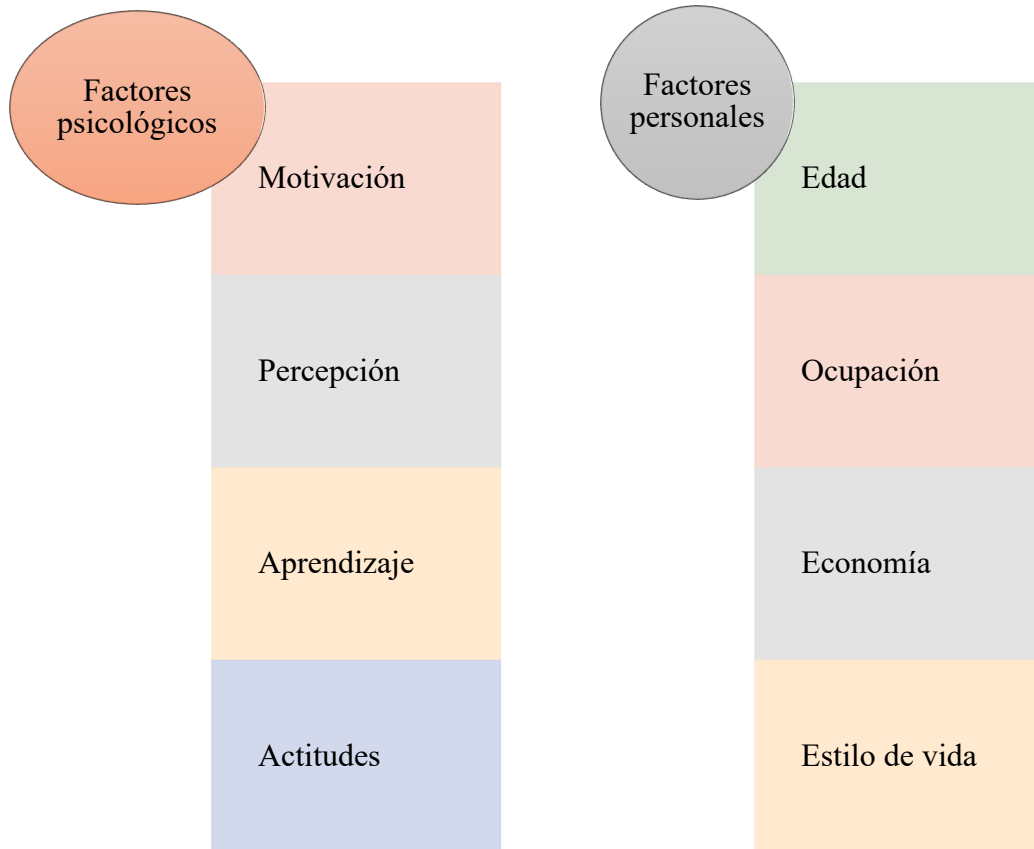 Factores
psicológicos
Motivación
Percepción
Aprendizaje
Actitudes
Factores
personales
Edad
Ocupación
Economía
Estilo de vida